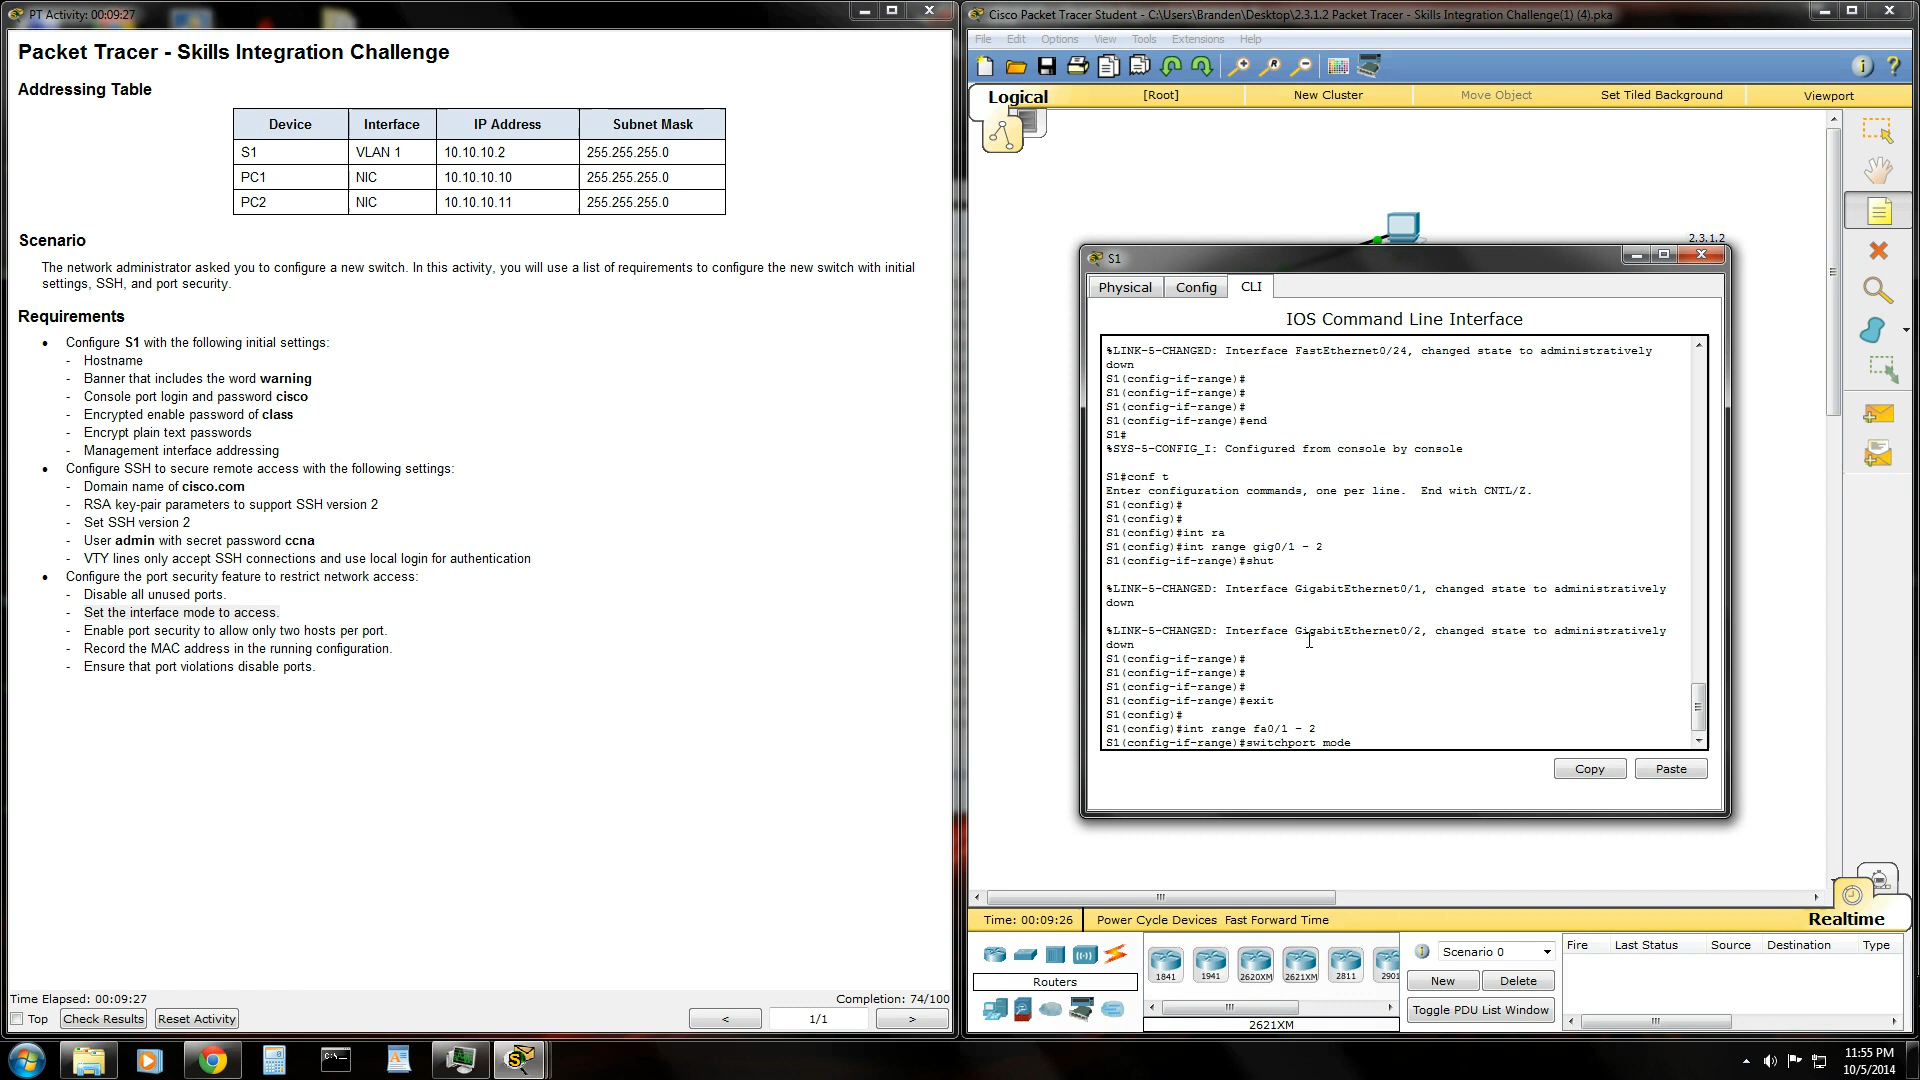 PT Activity: 00:09:27
Packet Tracer - Skills Integration Challenge
Addressing Table
Device Interface IP Address Subnet Mask
S1 VLAN 1 10.10.10.2 255.255.255.0
PC1 NIC 10.10.10.10 255.255.255.0
PC2 NIC 10.10.10.11 255.255.255.0
Scenario
The network administrator asked you to configure a new switch. In this activity, you will use a list of requirements to configure the new switch with initial
settings, SSH, and port security.
Requirements
• Configure S1 with the following initial settings:
- Hostname
- Banner that includes the word warning
- Console port login and password cisco
- Encrypted enable password of class
- Encrypt plain text passwords
- Management interface addressing
• Configure SSH to secure remote access with the following settings:
- Domain name of cisco.com
- RSA key-pair parameters to support SSH version 2
- Set SSH version 2
- User admin with secret password ccna
- VTY lines only accept SSH connections and use local login for authentication
• Configure the port security feature to restrict network access:
- Disable all unused ports.
- Set the interface mode to access.
- Enable port security to allow only two hosts per port.
- Record the MAC address in the running configuration.
- Ensure that port violations disable ports.
Time Elapsed: 00:09:27 Completion: 74/100
Top Check Results Reset Activity < 1/1 >
Cisco Packet Tracer Student - C:\Users\Branden\Desktop\2.3.1.2 Packet Tracer - Skills Integration Challenge(1) (4).pka
File Edit Options View Tools Extensions Help
Logical [Root] New Cluster Move Object Set Tiled Background Viewport
2.3.1.2
S1
Physical Config CLI
IOS Command Line Interface
%LINK-5-CHANGED: Interface FastEthernet0/24, changed state to administratively
down
S1(config-if-range)#
S1(config-if-range)#
S1(config-if-range)#
S1(config-if-range)#end
S1#
%SYS-5-CONFIG_I: Configured from console by console
S1#conf t
Enter configuration commands, one per line. End with CNTL/Z.
S1(config)#
S1(config)#
S1(config)#int ra
S1(config)#int range gig0/1 - 2
S1(config-if-range)#shut
%LINK-5-CHANGED: Interface GigabitEthernet0/1, changed state to administratively
down
%LINK-5-CHANGED: Interface GigabitEthernet0/2, changed state to administratively
down
S1(config-if-range)#
S1(config-if-range)#
S1(config-if-range)#
S1(config-if-range)#exit
S1(config)#
S1(config)#int range fa0/1 - 2
S1(config-if-range)#switchport mode
Copy Paste
Realtime
Time: 00:09:26 Power Cycle Devices Fast Forward Time
Routers
1841 1941 2620XM 2621XM 2811 2901
2621XM
Scenario 0
New Delete
Toggle PDU List Window
Fire Last Status Source Destination Type
C:\_
11:55 PM
10/5/2014